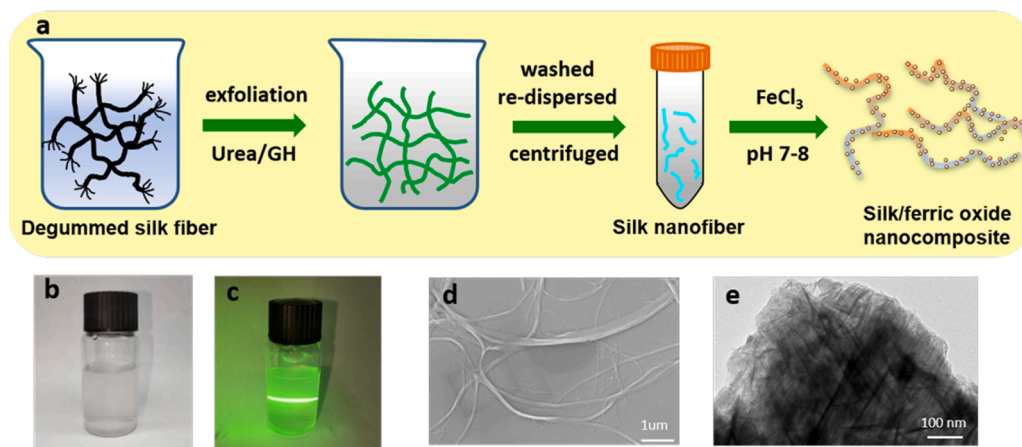 a
exfoliation
Urea/GH
washed
re-dispersed
centrifuged
FeCl₃
pH 7-8
Degummed silk fiber
Silk nanofiber
Silk/ferric oxide
nanocomposite
b
c
d
1um
e
100 nm